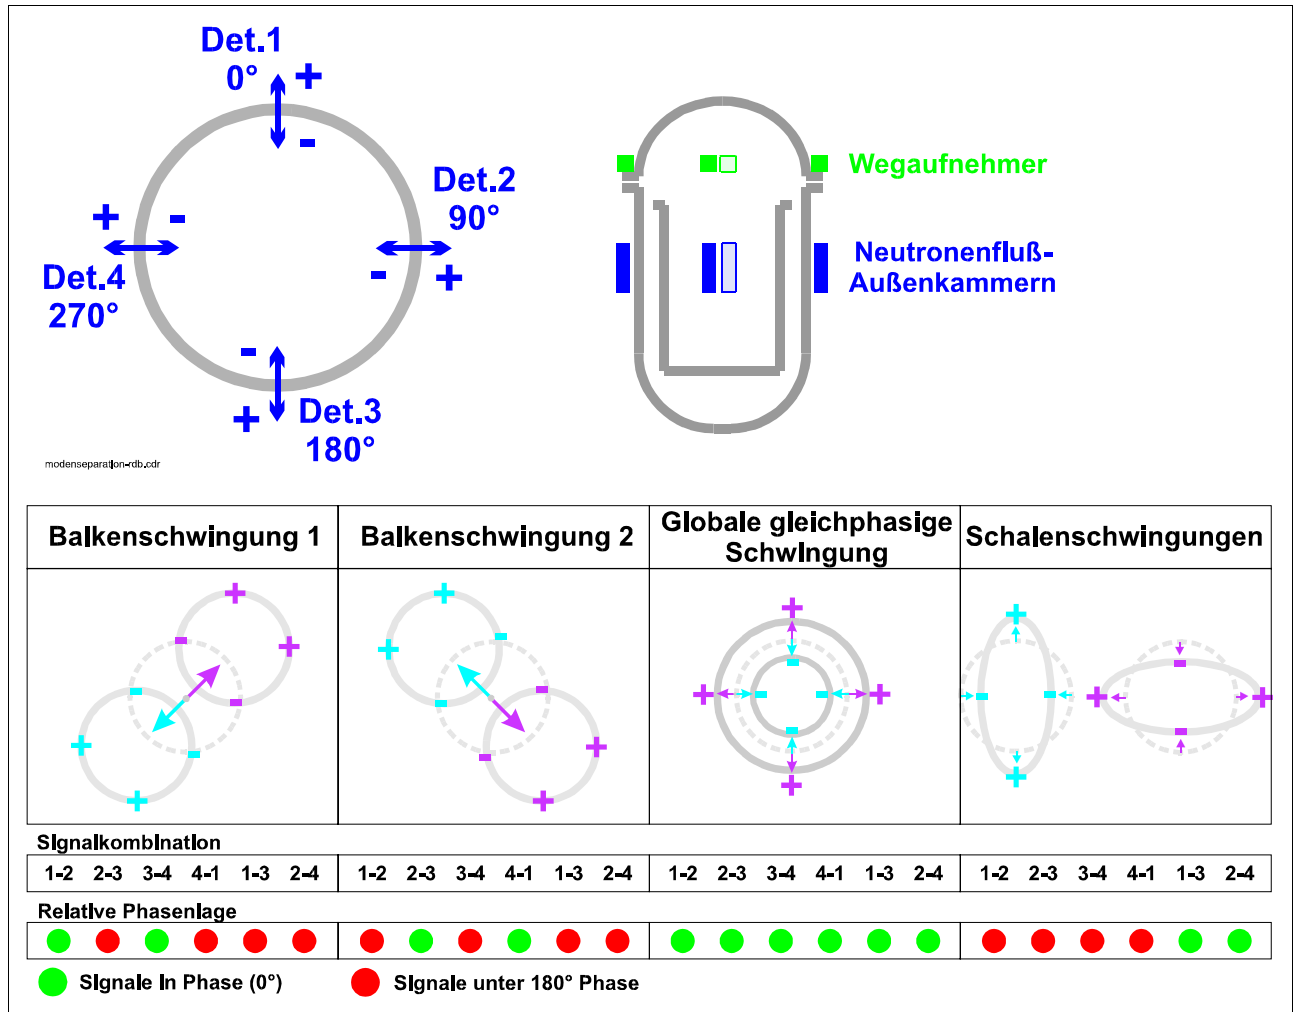 Det.1
0°
+
-
Det.2
90°
-
+
+
-
Det.4
270°
-
+
Det.3
180°
modenseparation-rdb.cdr
Wegaufnehmer
Neutronenfluß-
Außenkammern
Balkenschwingung 1
Balkenschwingung 2
Globale gleichphasige
Schwingung
Schalenschwingungen
Signalkombination
1-2 2-3 3-4 4-1 1-3 2-4 1-2 2-3 3-4 4-1 1-3 2-4 1-2 2-3 3-4 4-1 1-3 2-4 1-2 2-3 3-4 4-1 1-3 2-4
Relative Phasenlage
Signale in Phase (0°)
Signale unter 180° Phase